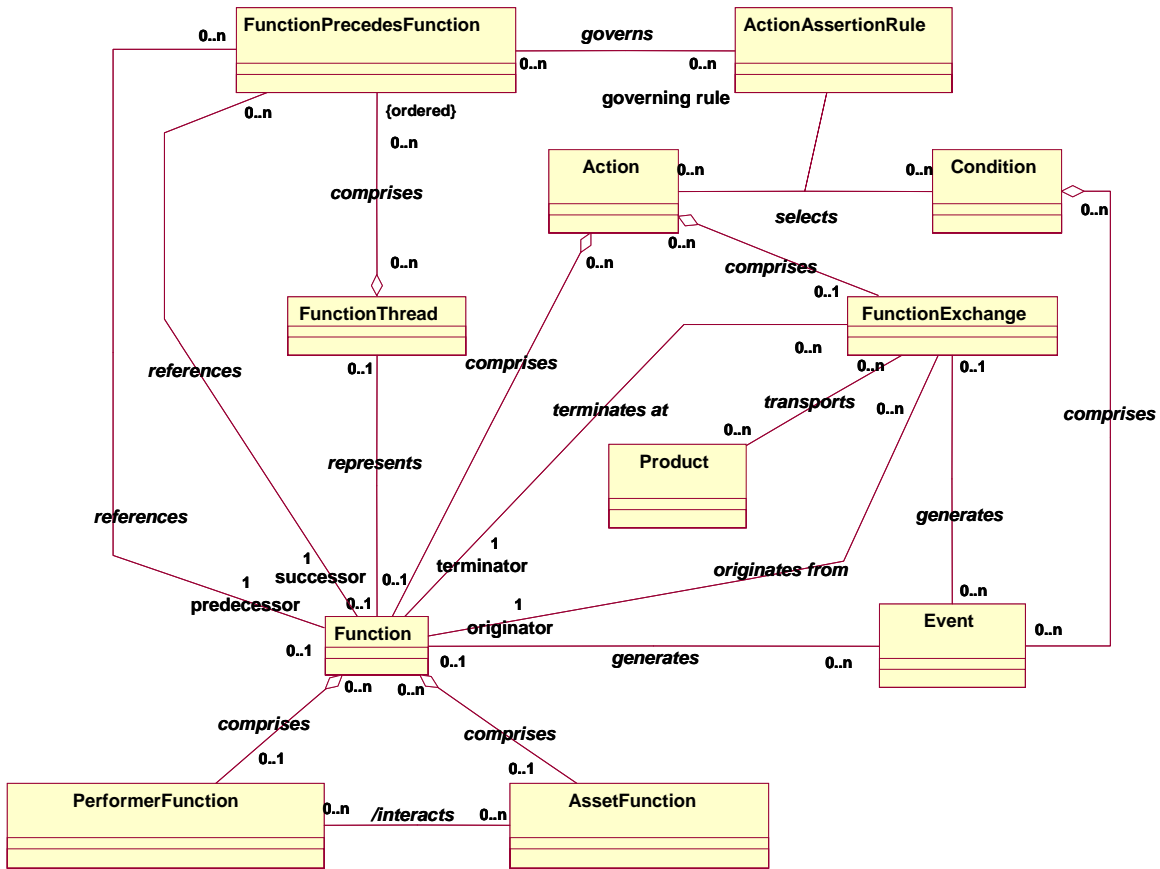 FunctionPrecedesFunction
ActionAssertionRule
0..n
governs
0..n
0..n
governing rule
0..n
{ordered}
0..n
Action
0..n
0..n
Condition
comprises
selects
0..n
0..n
0..n
0..n
comprises
0..1
FunctionThread
FunctionExchange
0..n
0..1
0..n
0..1
references
comprises
transports
terminates at
0..n
comprises
0..n
Product
represents
references
generates
1
terminator
originates from
1
successor
0..1
1
predecessor
0..1
1
originator
0..n
Function
Event
0..n
0..1
0..1
generates
0..n
0..n
0..n
comprises
comprises
0..1
0..1
PerformerFunction
AssetFunction
0..n
/interacts
0..n